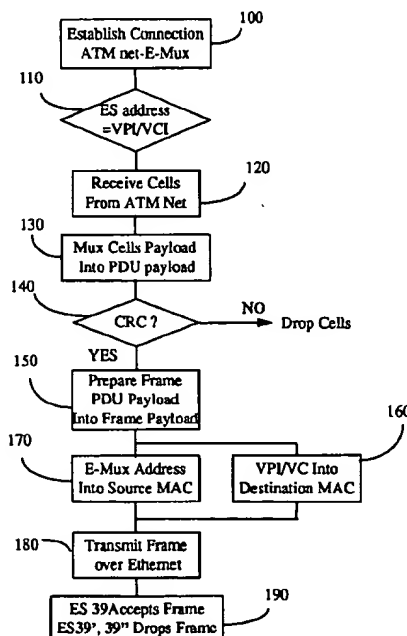 100
Establish Connection
ATM net-E-Mux
110
ES address
=VPI/VCI
120
Receive Cells
From ATM Net
130
Mux Cells Payload
Into PDU payload
140
CRC ?
NO
Drop Cells
YES
150
Prepare Frame
PDU Payload
Into Frame Payload
160
170
E-Mux Address
Into Source MAC
VPI/VC Into
Destination MAC
180
Transmit Frame
over Ethernet
190
ES 39Accepts Frame
ES39', 39" Drops Frame